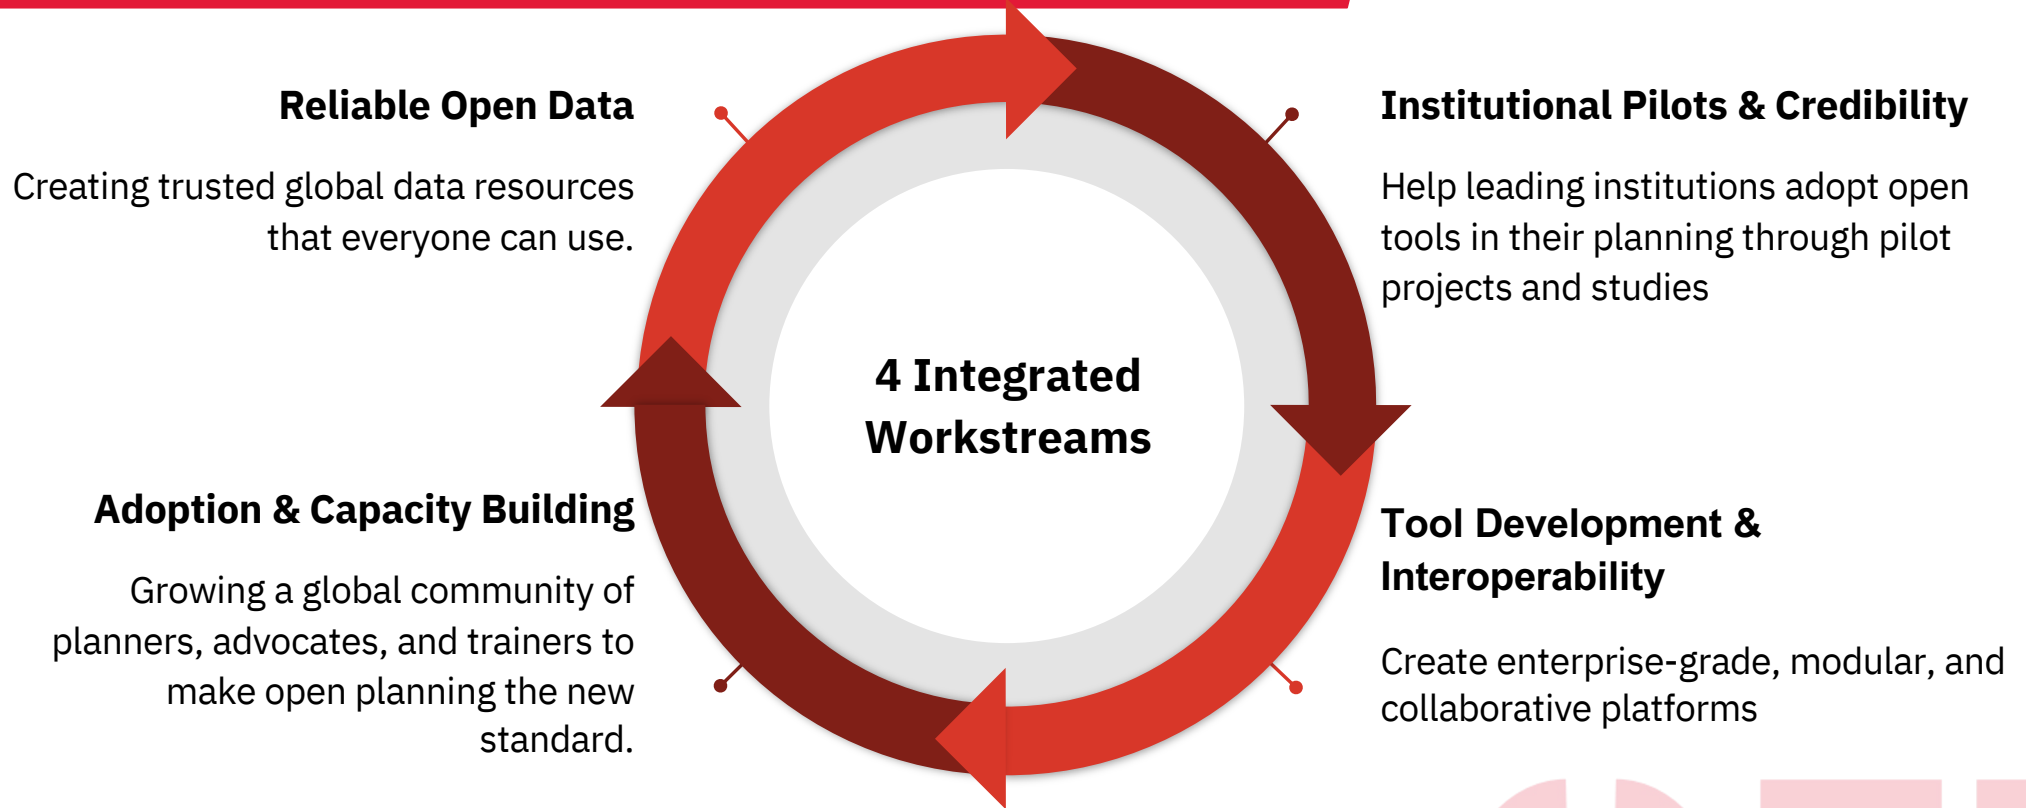 Reliable Open Data
Creating trusted global data resources
that everyone can use.
Institutional Pilots & Credibility
Help leading institutions adopt open
tools in their planning through pilot
projects and studies
4 Integrated
Workstreams
Adoption & Capacity Building
Growing a global community of
planners, advocates, and trainers to
make open planning the new
standard.
Tool Development &
Interoperability
Create enterprise-grade, modular, and
collaborative platforms